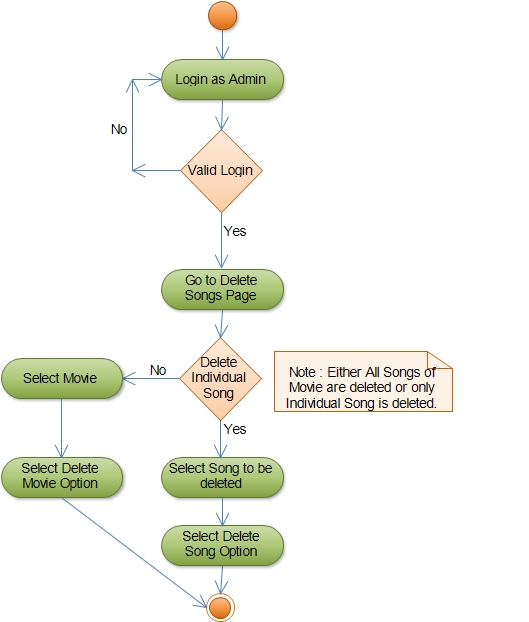 Login as Admin
No
Valid Login
Yes
Go to Delete
Songs Page
Delete
Individual
Song
No
Select Movie
Note : Either All Songs of
Movie are deleted or only
Individual Song is deleted.
Yes
Select Delete
Movie Option
Select Song to be
deleted
Select Delete
Song Option